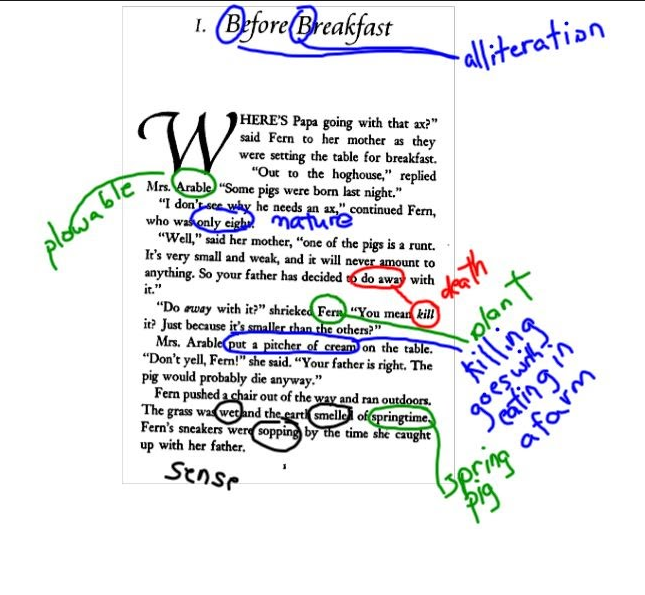 I. Before Breakfast
alliteration
WHERE'S Papa going with that ax?"
said Fern to her mother as they
were setting the table for breakfast.
"Out to the hoghouse," replied
Mrs. Arable. "Some pigs were born last night."
plowable
"I don't see why he needs an ax," continued Fern,
who was only eight.
nature
"Well," said her mother, "one of the pigs is a runt.
It's very small and weak, and it will never amount to
anything. So your father has decided to do away with
it."
death
"Do away with it?" shrieked Fern. "You mean kill
it? Just because it's smaller than the others?"
plant
Mrs. Arable put a pitcher of cream on the table.
"Don't yell, Fern!" she said. "Your father is right. The
pig would probably die anyway."
killing
goes with
eating in
a farm
Fern pushed a chair out of the way and ran outdoors.
The grass was wet and the earth smelled of springtime.
Fern's sneakers were sopping by the time she caught
up with her father.
spring
pig
sense
1